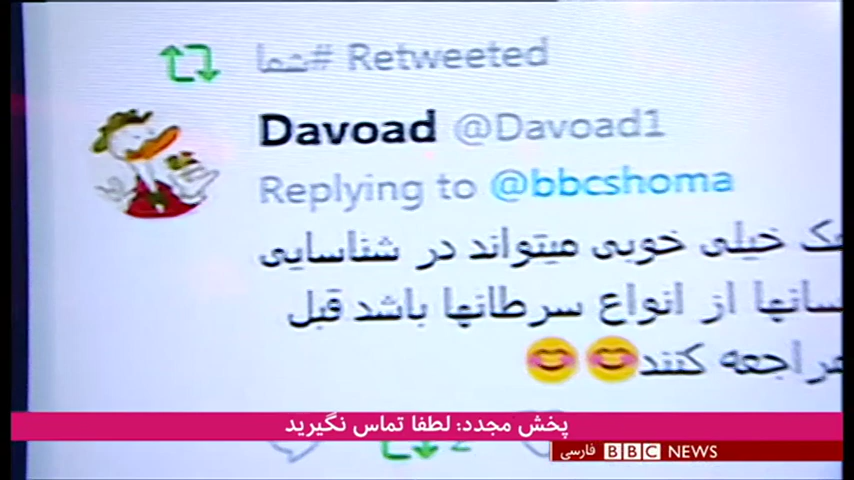 #شما Retweeted
Davoad @Davoad1
Replying to @bbcshoma
خیلی خوبی میتواند در شناسایی
از انواع سرطانها باشد قبل
کنند😊😊
2
پخش مجدد: لطفا تماس نگیرید
BBC NEWS فارسی